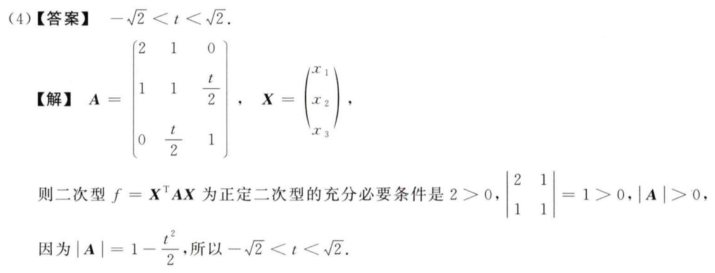 (4)【答案】 $-\sqrt{2}<t<\sqrt{2}$.
【解】 $\boldsymbol{A}=\begin{pmatrix}2&1&0\\1&1&\dfrac{t}{2}\\0&\dfrac{t}{2}&1\end{pmatrix}$, $\boldsymbol{X}=\begin{pmatrix}x_1\\x_2\\x_3\end{pmatrix}$,
则二次型 $f=\boldsymbol{X}^{\mathrm{T}}\boldsymbol{A}\boldsymbol{X}$ 为正定二次型的充分必要条件是 $2>0,\begin{vmatrix}2&1\\1&1\end{vmatrix}=1>0,|\boldsymbol{A}|>0$,
因为 $|\boldsymbol{A}|=1-\dfrac{t^2}{2}$,所以 $-\sqrt{2}<t<\sqrt{2}$.